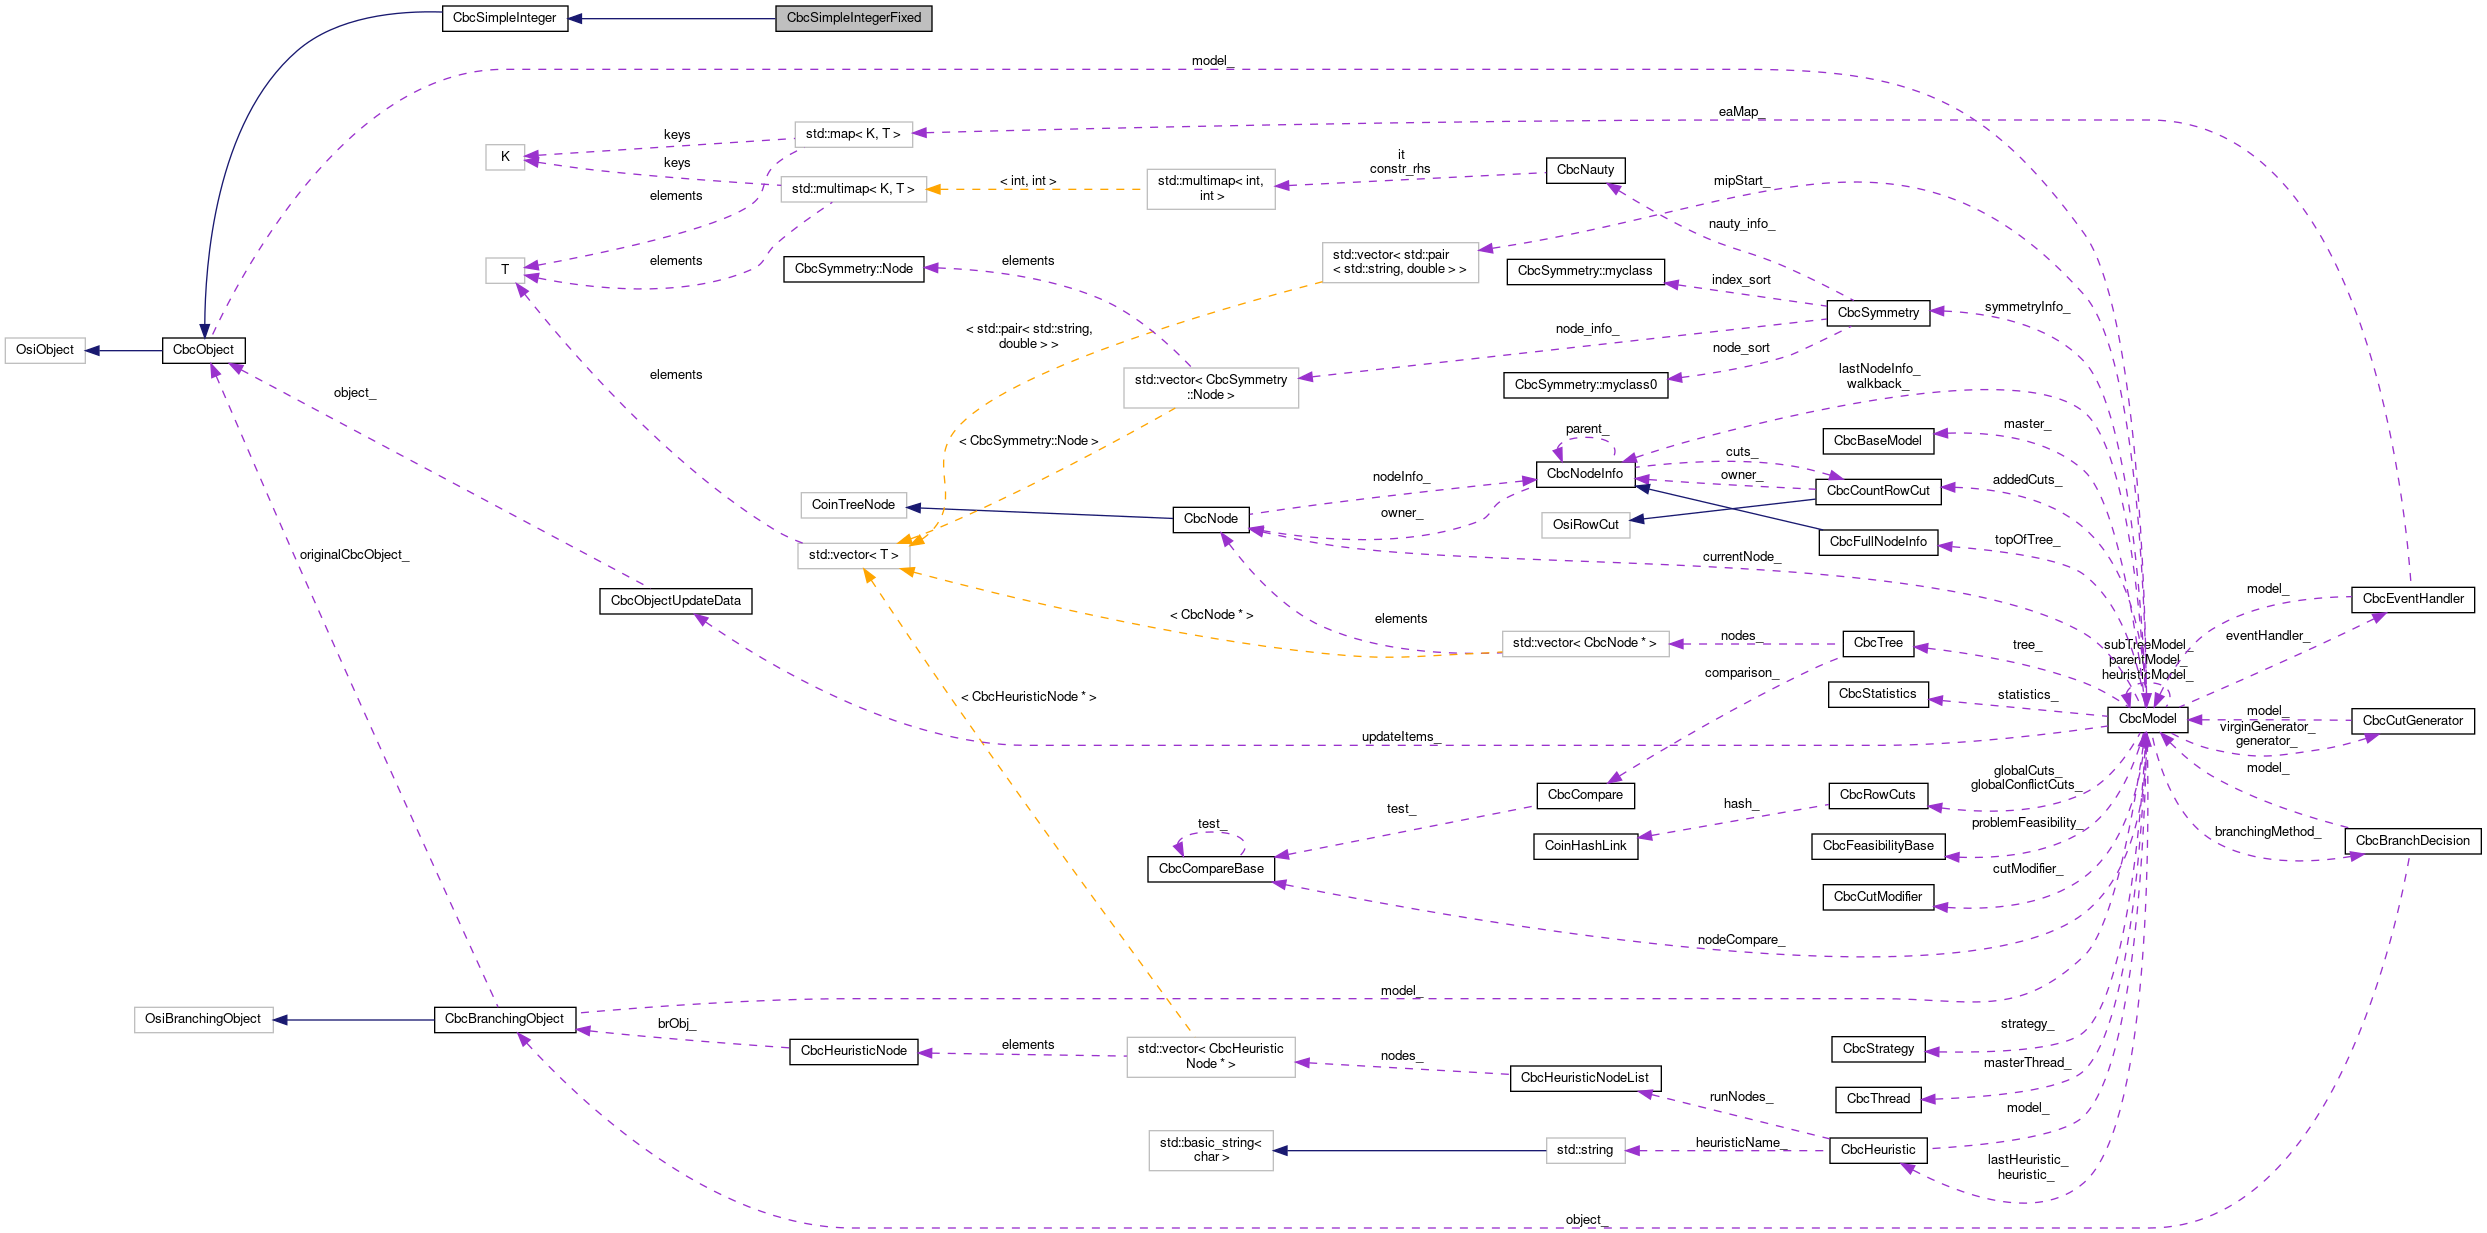 CbcSimpleInteger
CbcSimpleIntegerFixed
model_
eaMap_
std::map< K, T >
keys
K
keys
std::multimap< K, T >
elements
< int, int >
std::multimap< int,
int >
it
constr_rhs
CbcNauty
mipStart_
nauty_info_
T
elements
CbcSymmetry::Node
elements
std::vector< std::pair
< std::string, double > >
CbcSymmetry::myclass
index_sort
CbcSymmetry
symmetryInfo_
OsiObject
CbcObject
< std::pair< std::string,
double > >
node_info_
node_sort
elements
std::vector< CbcSymmetry
::Node >
CbcSymmetry::myclass0
lastNodeInfo_
walkback_
object_
< CbcSymmetry::Node >
parent_
CbcNodeInfo
cuts_
owner_
CbcBaseModel
master_
CbcCountRowCut
addedCuts_
CoinTreeNode
CbcNode
nodeInfo_
owner_
OsiRowCut
CbcFullNodeInfo
topOfTree_
originalCbcObject_
std::vector< T >
currentNode_
CbcObjectUpdateData
< CbcNode * >
elements
std::vector< CbcNode * >
nodes_
CbcTree
tree_
subTreeModel_
parentModel_
heuristicModel_
model_
CbcEventHandler
eventHandler_
comparison_
< CbcHeuristicNode * >
CbcStatistics
statistics_
CbcModel
model_
virginGenerator_
generator_
CbcCutGenerator
updateItems_
model_
CbcCompare
test_
test_
CbcCompareBase
CbcRowCuts
hash_
CoinHashLink
globalCuts_
globalConflictCuts_
problemFeasibility_
CbcFeasibilityBase
branchingMethod_
CbcBranchDecision
cutModifier_
CbcCutModifier
nodeCompare_
model_
OsiBranchingObject
CbcBranchingObject
brObj_
CbcHeuristicNode
elements
std::vector< CbcHeuristic
Node * >
nodes_
CbcHeuristicNodeList
strategy_
CbcStrategy
masterThread_
CbcThread
runNodes_
model_
std::basic_string<
char >
std::string
heuristicName_
CbcHeuristic
lastHeuristic_
heuristic_
object_